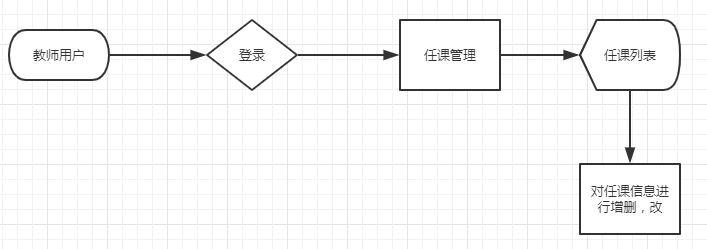 教师用户
登录
任课管理
任课列表
对任课信息进
行增删，改